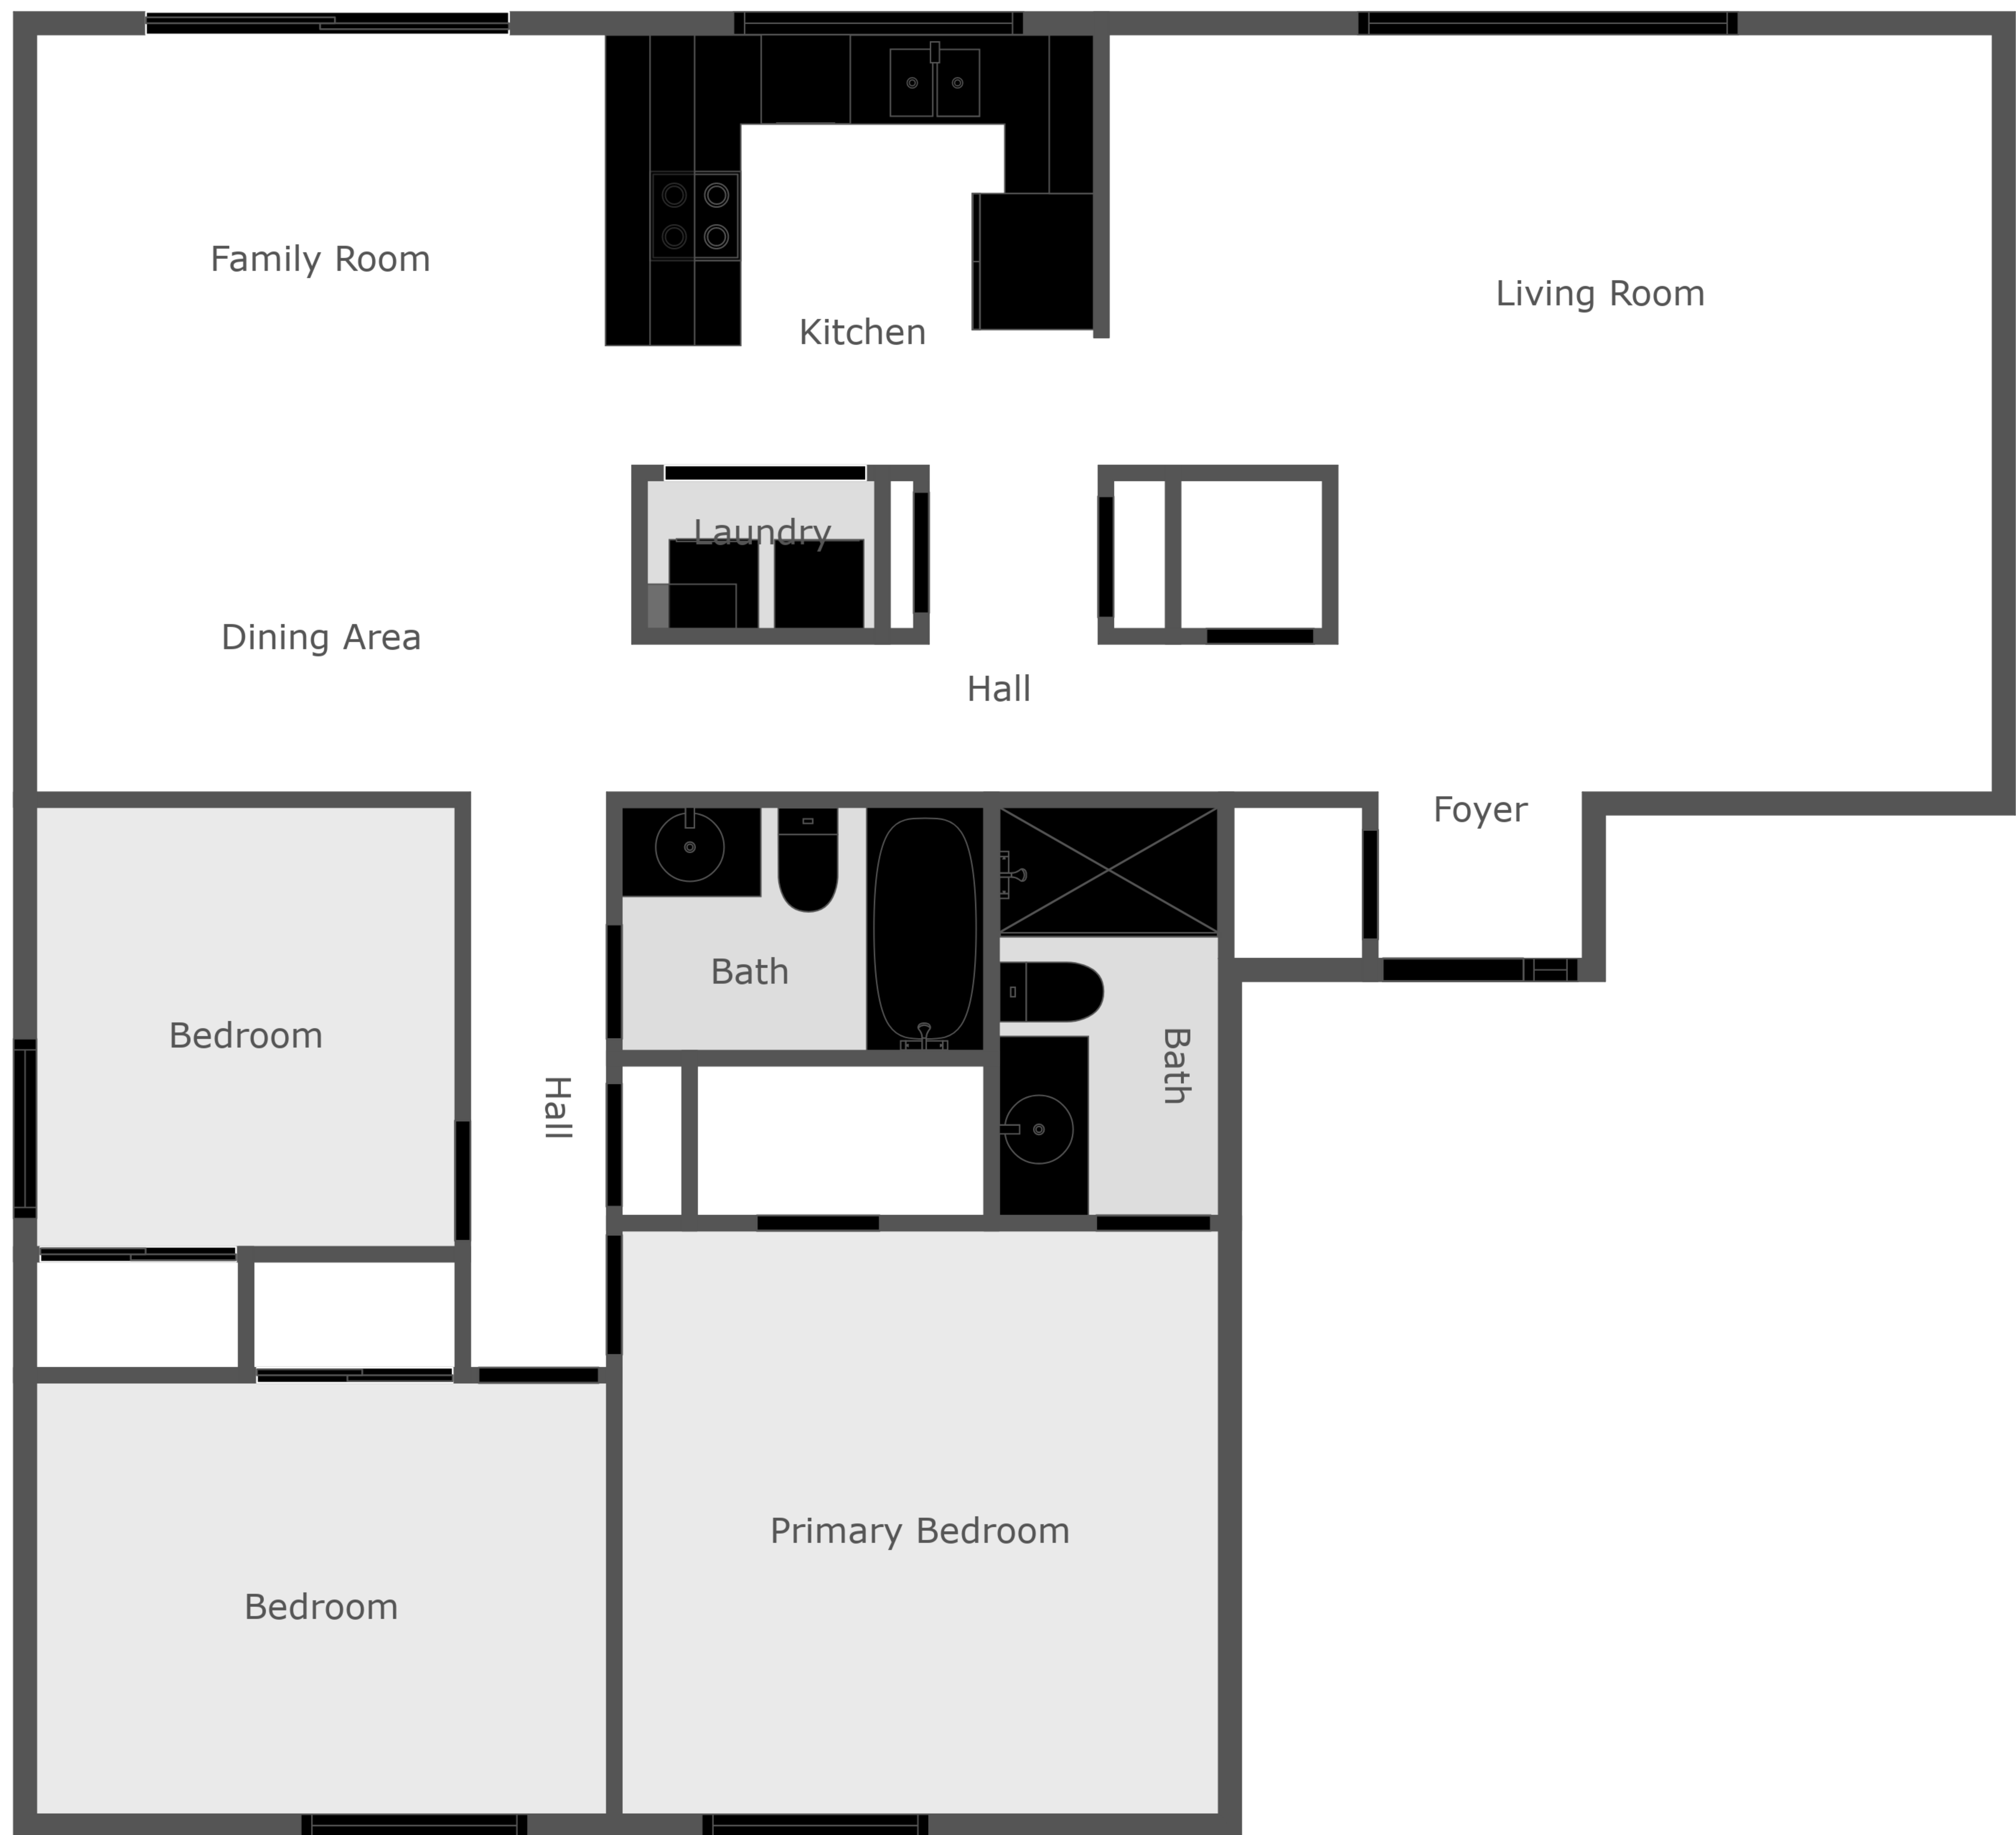 Family Room
Living Room
Kitchen
Laundry
Dining Area
Hall
Foyer
Bath
Bedroom
Bath
Hall
Primary Bedroom
Bedroom